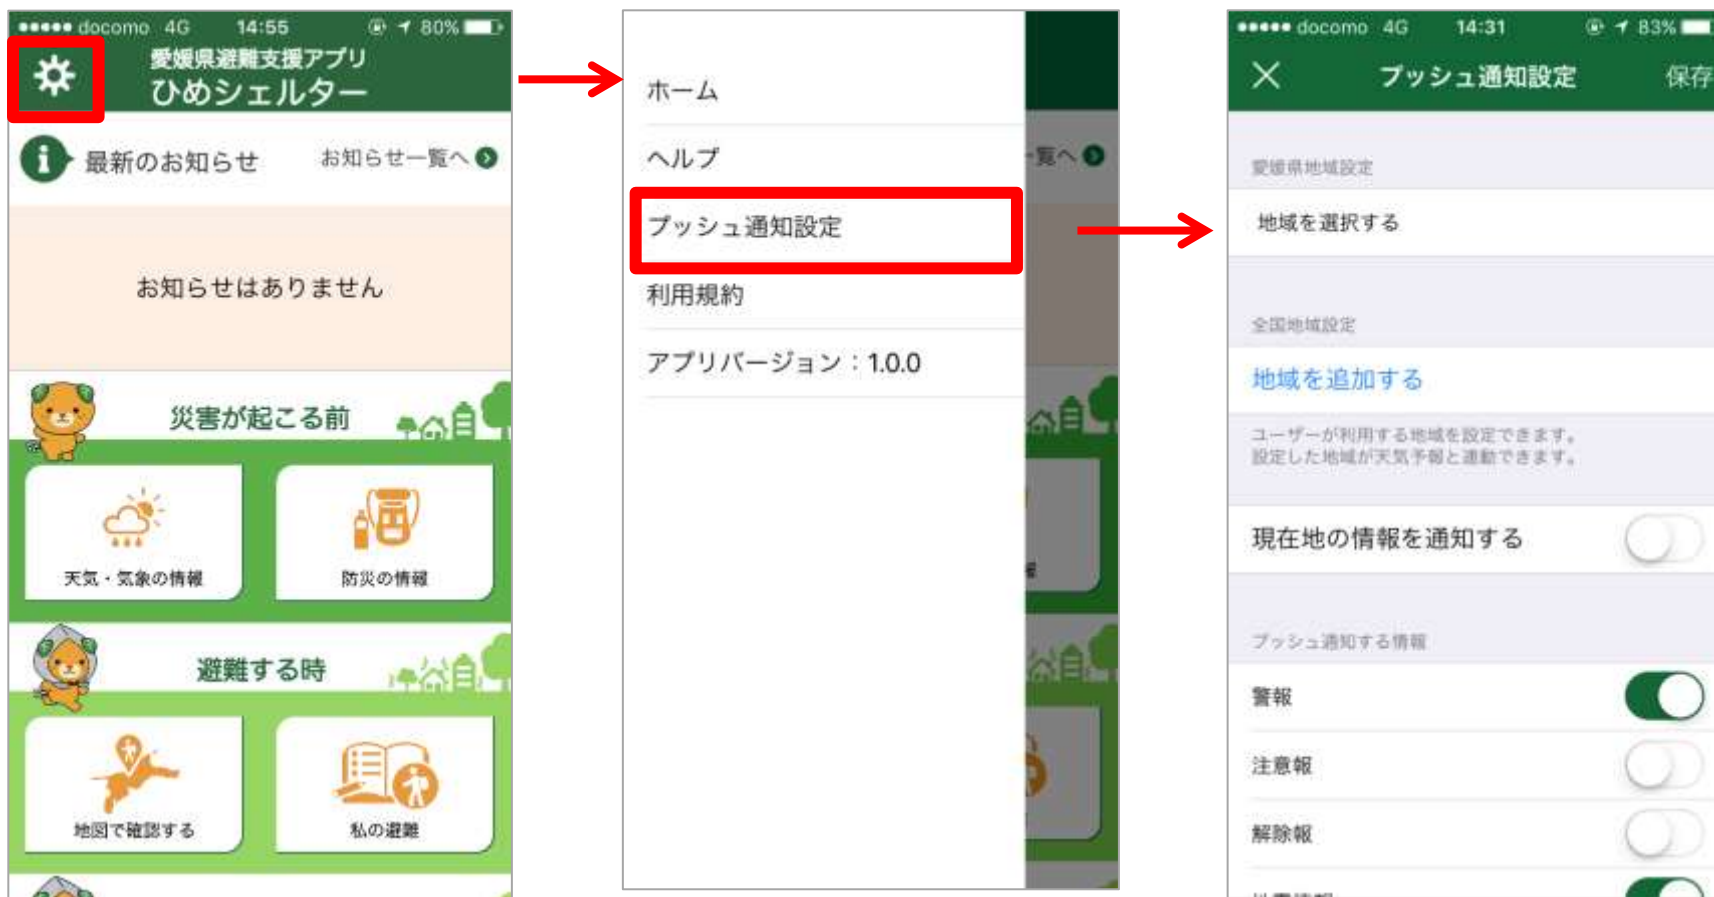 docomo 4G 14:55 80%
愛媛県避難支援アプリ
ひめシェルター
最新のお知らせ
お知らせ一覧へ
お知らせはありません
災害が起こる前
天気・気象の情報
防災の情報
避難する時
地図で確認する
私の避難
ホーム
ヘルプ
プッシュ通知設定
利用規約
アプリバージョン：1.0.0
覧へ
docomo 4G 14:31 83%
プッシュ通知設定
保存
愛媛県地域設定
地域を選択する
全国地域設定
地域を追加する
ユーザーが利用する地域を設定できます。
設定した地域が天気予報と連動できます。
現在地の情報を通知する
プッシュ通知する情報
警報
注意報
解除報